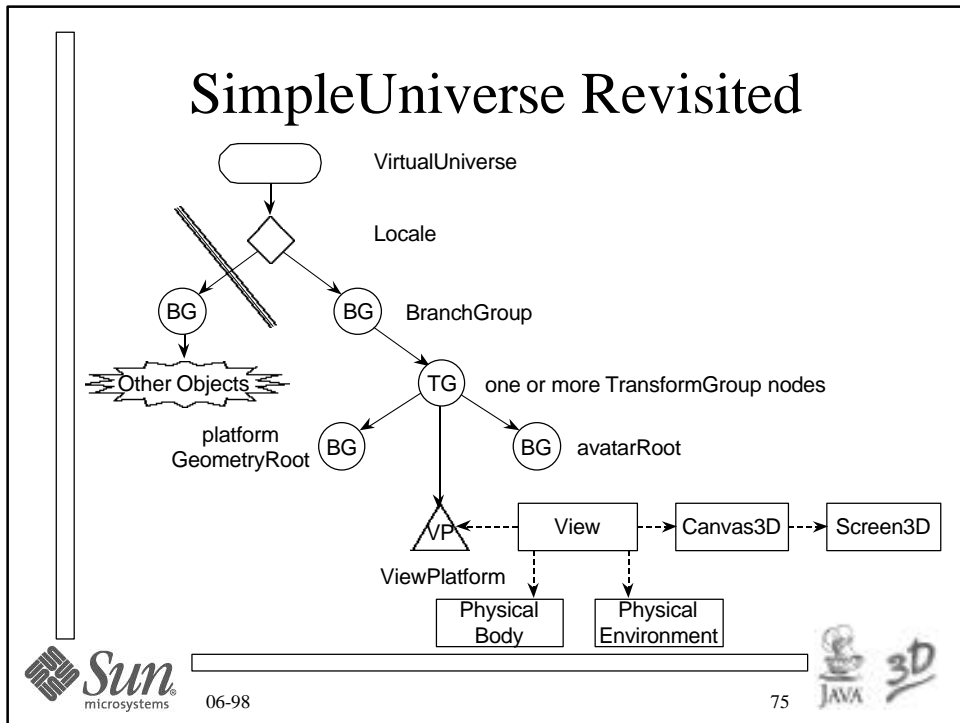 SimpleUniverse Revisited
VirtualUniverse
Locale
BG
BG
BranchGroup
Other Objects
TG
one or more TransformGroup nodes
platform
GeometryRoot
BG
BG
avatarRoot
VP
View
Canvas3D
Screen3D
ViewPlatform
Physical
Body
Physical
Environment
Sun
microsystems
06-98
75
JAVA
3D